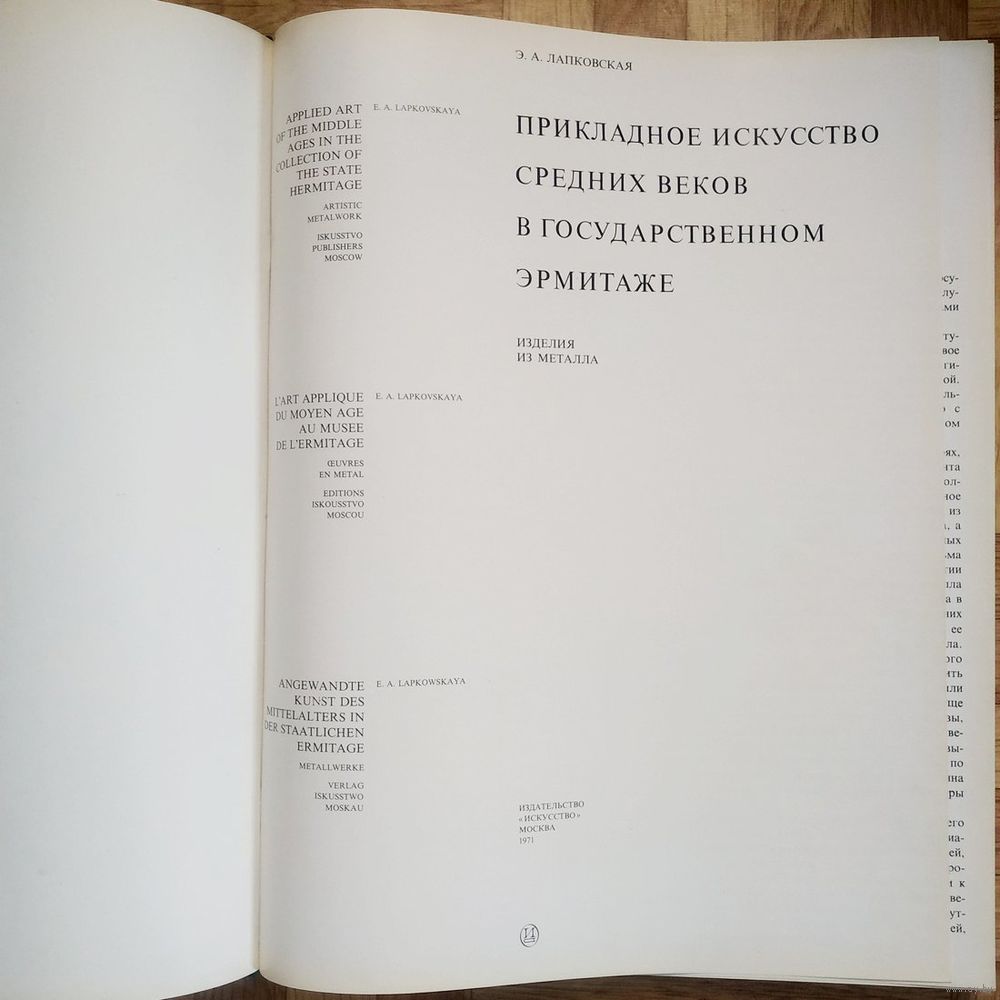 Э. А. ЛАПКОВСКАЯ
ПРИКЛАДНОЕ ИСКУССТВО
СРЕДНИХ ВЕКОВ
В ГОСУДАРСТВЕННОМ
ЭРМИТАЖЕ
ИЗДЕЛИЯ
ИЗ МЕТАЛЛА
ИЗДАТЕЛЬСТВО
«ИСКУССТВО»
МОСКВА
1971
E. A. LAPKOVSKAYA
APPLIED ART
OF THE MIDDLE
AGES IN THE
COLLECTION OF
THE STATE
HERMITAGE
ARTISTIC
METALWORK
ISKUSSTVO
PUBLISHERS
MOSCOW
E. A. LAPKOVSKAYA
L'ART APPLIQUE
DU MOYEN AGE
AU MUSEE
DE L'ERMITAGE
ŒUVRES
EN METAL
EDITIONS
ISKOUSSTVO
MOSCOU
E. A. LAPKOWSKAYA
ANGEWANDTE
KUNST DES
MITTELALTERS IN
DER STAATLICHEN
ERMITAGE
METALLWERKE
VERLAG
ISKUSSTWO
MOSKAU